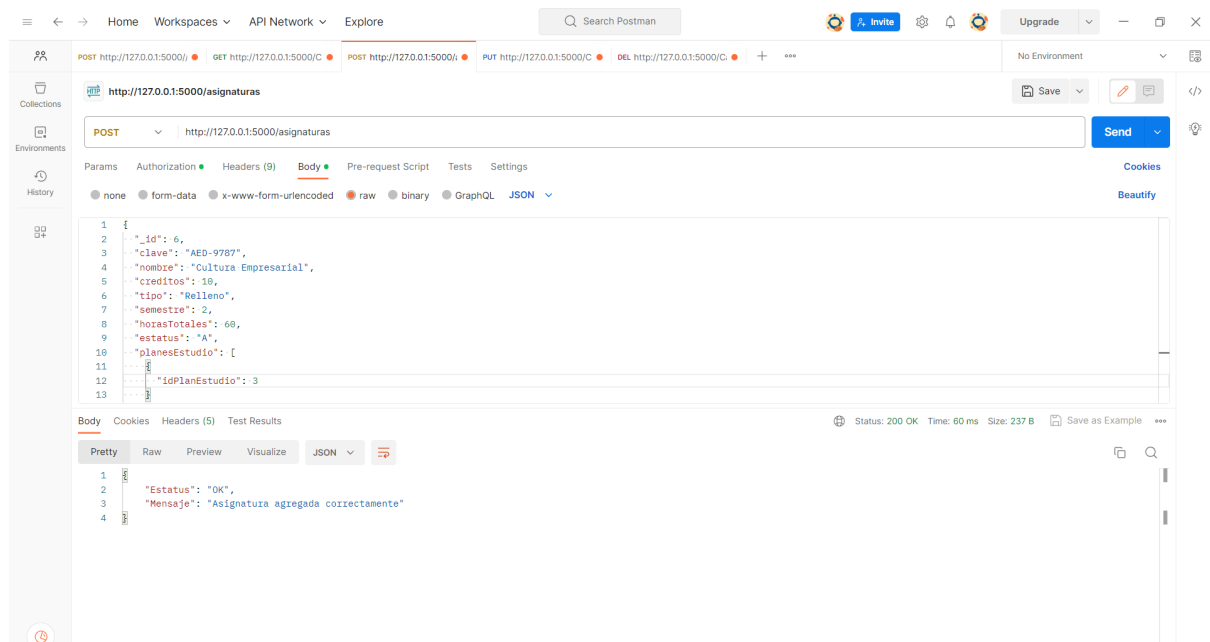 Home Workspaces API Network Explore Search Postman Invite Upgrade
POST http://127.0.0.1:5000// GET http://127.0.0.1:5000/C POST http://127.0.0.1:5000/a PUT http://127.0.0.1:5000/C DEL http://127.0.0.1:5000/C No Environment
HTTP http://127.0.0.1:5000/asignaturas Save
Collections
POST http://127.0.0.1:5000/asignaturas Send
Environments
Params Authorization Headers (9) Body Pre-request Script Tests Settings Cookies
History
none form-data x-www-form-urlencoded raw binary GraphQL JSON Beautify
1 {
2 "_id": 6,
3 "clave": "AED-9787",
4 "nombre": "Cultura Empresarial",
5 "creditos": 10,
6 "tipo": "Relleno",
7 "semestre": 2,
8 "horasTotales": 60,
9 "estatus": "A",
10 "planesEstudio": [
11 {
12 "idPlanEstudio": 3
13 }
Body Cookies Headers (5) Test Results Status: 200 OK Time: 60 ms Size: 237 B Save as Example
Pretty Raw Preview Visualize JSON
1 {
2 "Estatus": "OK",
3 "Mensaje": "Asignatura agregada correctamente"
4 }